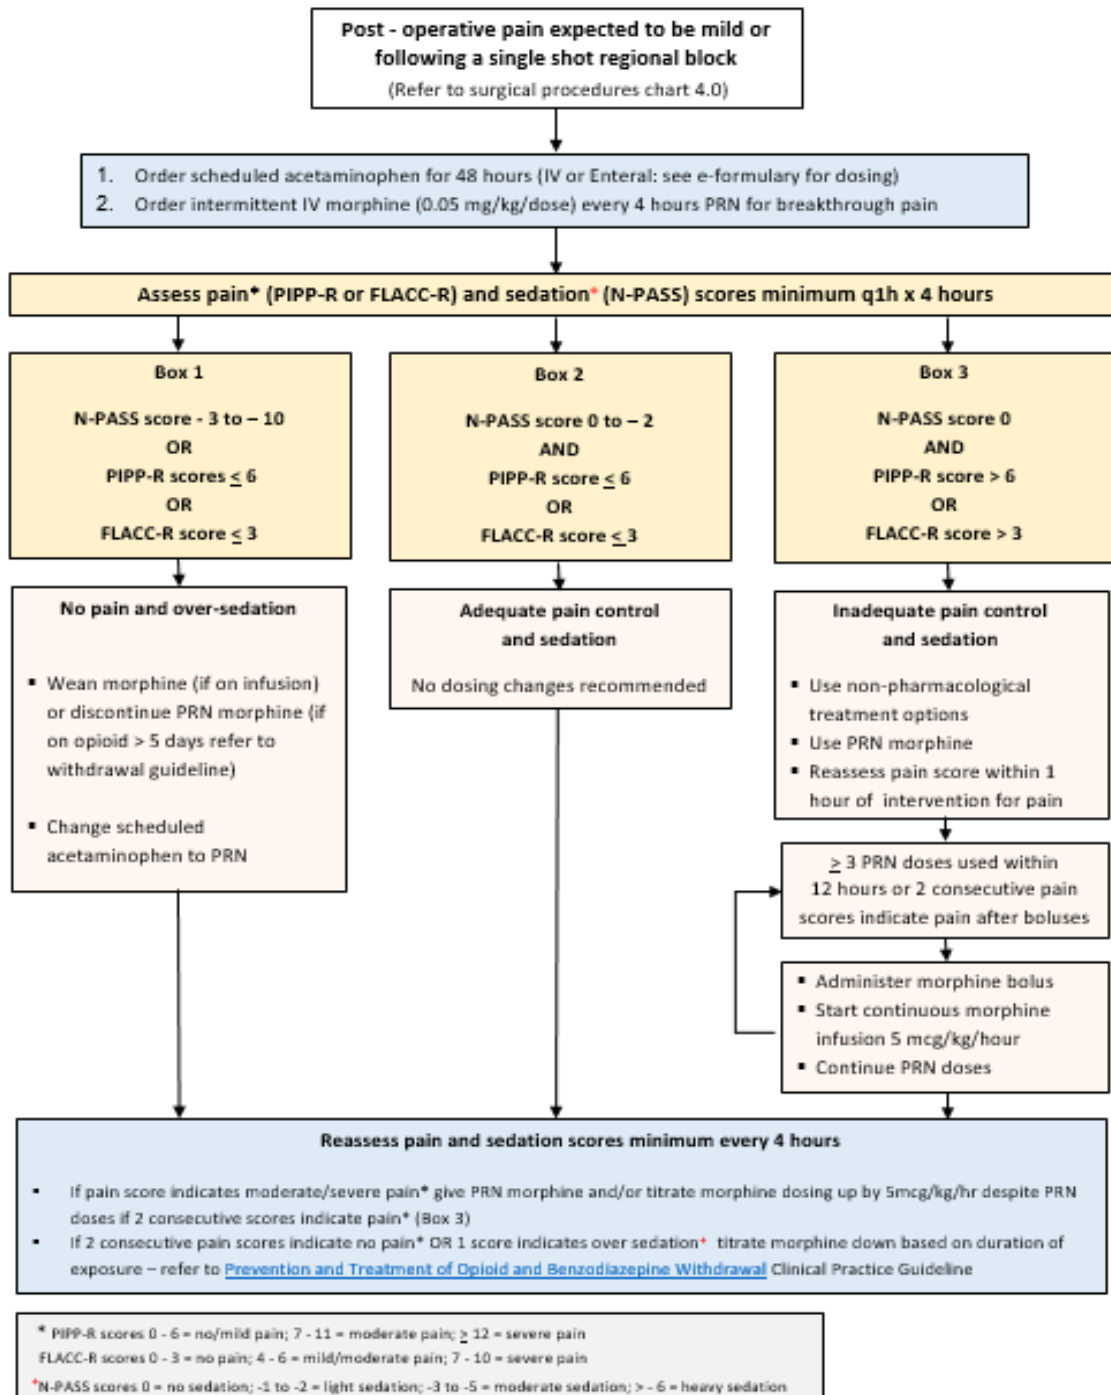 Post - operative pain expected to be mild or
following a single shot regional block
(Refer to surgical procedures chart 4.0)
1. Order scheduled acetaminophen for 48 hours (IV or Enteral: see e-formulary for dosing)
2. Order intermittent IV morphine (0.05 mg/kg/dose) every 4 hours PRN for breakthrough pain
Assess pain* (PIPP-R or FLACC-R) and sedation+ (N-PASS) scores minimum q1h x 4 hours
Box 1
N-PASS score - 3 to – 10
OR
PIPP-R scores ≤ 6
OR
FLACC-R score ≤ 3
Box 2
N-PASS score 0 to – 2
AND
PIPP-R score ≤ 6
OR
FLACC-R score ≤ 3
Box 3
N-PASS score 0
AND
PIPP-R score > 6
OR
FLACC-R score > 3
No pain and over-sedation
▪ Wean morphine (if on infusion)
or discontinue PRN morphine (if
on opioid > 5 days refer to
withdrawal guideline)
▪ Change scheduled
acetaminophen to PRN
Adequate pain control
and sedation
No dosing changes recommended
Inadequate pain control
and sedation
▪ Use non-pharmacological
treatment options
▪ Use PRN morphine
▪ Reassess pain score within 1
hour of intervention for pain
≥ 3 PRN doses used within
12 hours or 2 consecutive pain
scores indicate pain after boluses
▪ Administer morphine bolus
▪ Start continuous morphine
infusion 5 mcg/kg/hour
▪ Continue PRN doses
Reassess pain and sedation scores minimum every 4 hours
▪ If pain score indicates moderate/severe pain* give PRN morphine and/or titrate morphine dosing up by 5mcg/kg/hr despite PRN
doses if 2 consecutive scores indicate pain* (Box 3)
▪ If 2 consecutive pain scores indicate no pain* OR 1 score indicates over sedation+ titrate morphine down based on duration of
exposure – refer to Prevention and Treatment of Opioid and Benzodiazepine Withdrawal Clinical Practice Guideline
* PIPP-R scores 0 - 6 = no/mild pain; 7 - 11 = moderate pain; ≥ 12 = severe pain
FLACC-R scores 0 - 3 = no pain; 4 - 6 = mild/moderate pain; 7 - 10 = severe pain
+N-PASS scores 0 = no sedation; -1 to -2 = light sedation; -3 to -5 = moderate sedation; > - 6 = heavy sedation